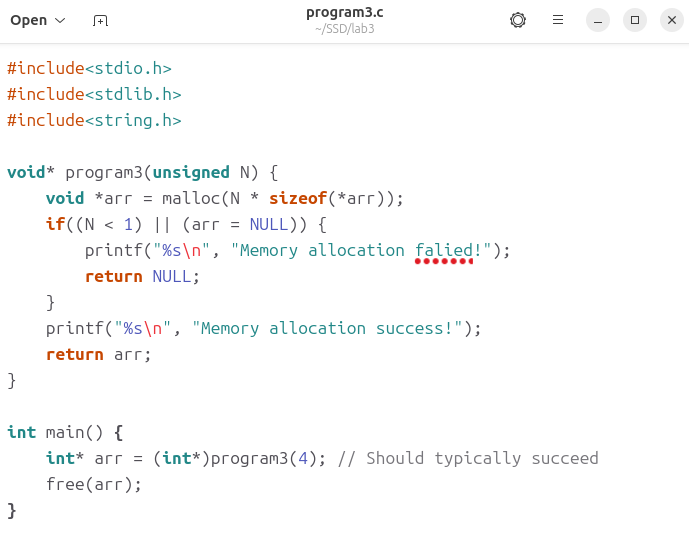 Open
program3.c
~/SSD/lab3
#include<stdio.h>
#include<stdlib.h>
#include<string.h>

void* program3(unsigned N) {
    void *arr = malloc(N * sizeof(*arr));
    if((N < 1) || (arr = NULL)) {
        printf("%s\n", "Memory allocation falied!");
        return NULL;
    }
    printf("%s\n", "Memory allocation success!");
    return arr;
}

int main() {
    int* arr = (int*)program3(4); // Should typically succeed
    free(arr);
}